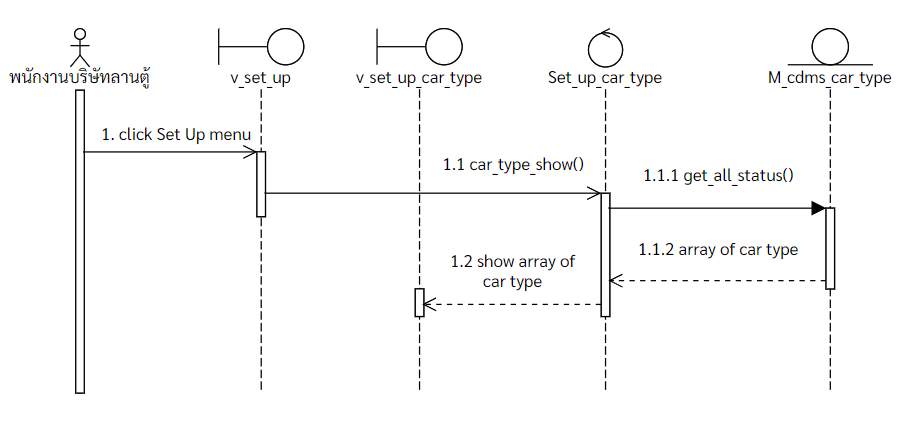 พนักงานบริษัทลานตู้
v_set_up
v_set_up_car_type
Set_up_car_type
M_cdms_car_type
1. click Set Up menu
1.1 car_type_show()
1.1.1 get_all_status()
1.1.2 array of car type
1.2 show array of
car type